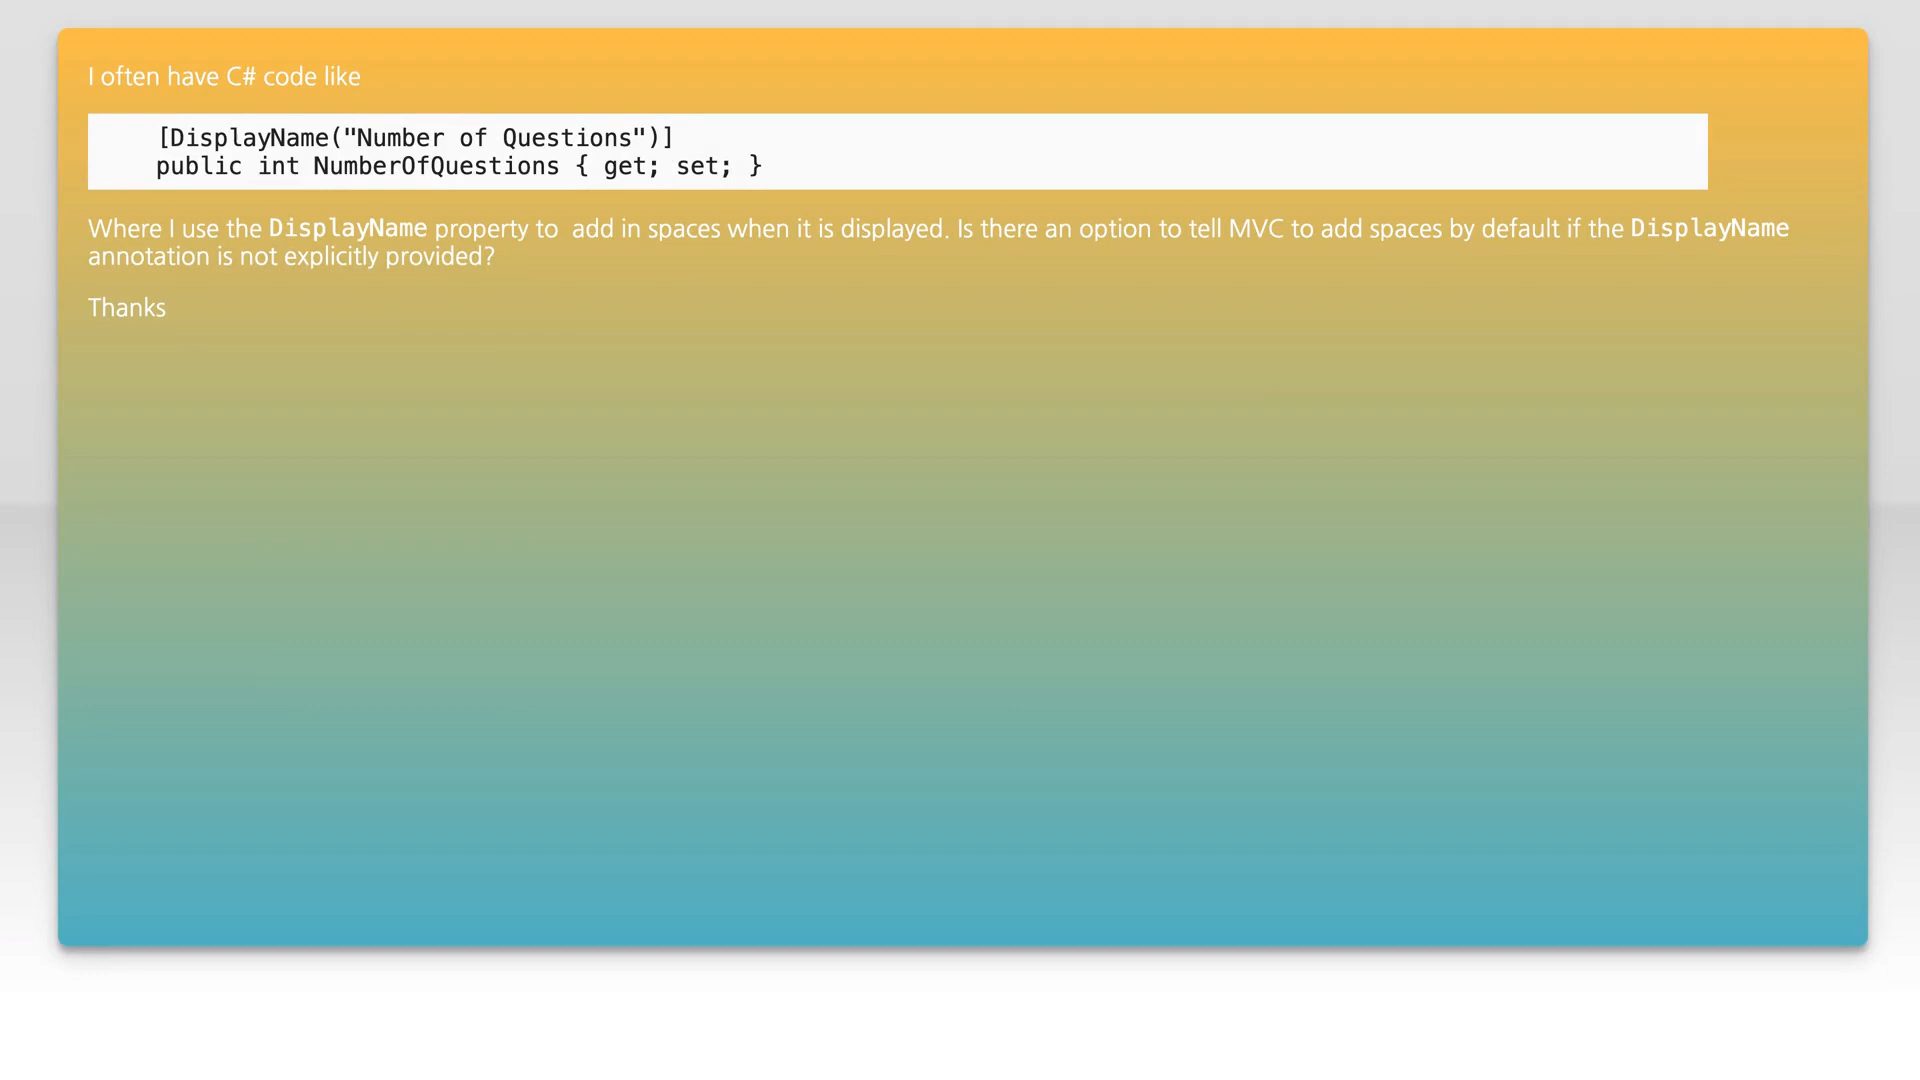 I often have C# code like
[DisplayName("Number of Questions")]
public int NumberOfQuestions { get; set; }
Where I use the DisplayName property to  add in spaces when it is displayed. Is there an option to tell MVC to add spaces by default if the DisplayName
annotation is not explicitly provided?
Thanks